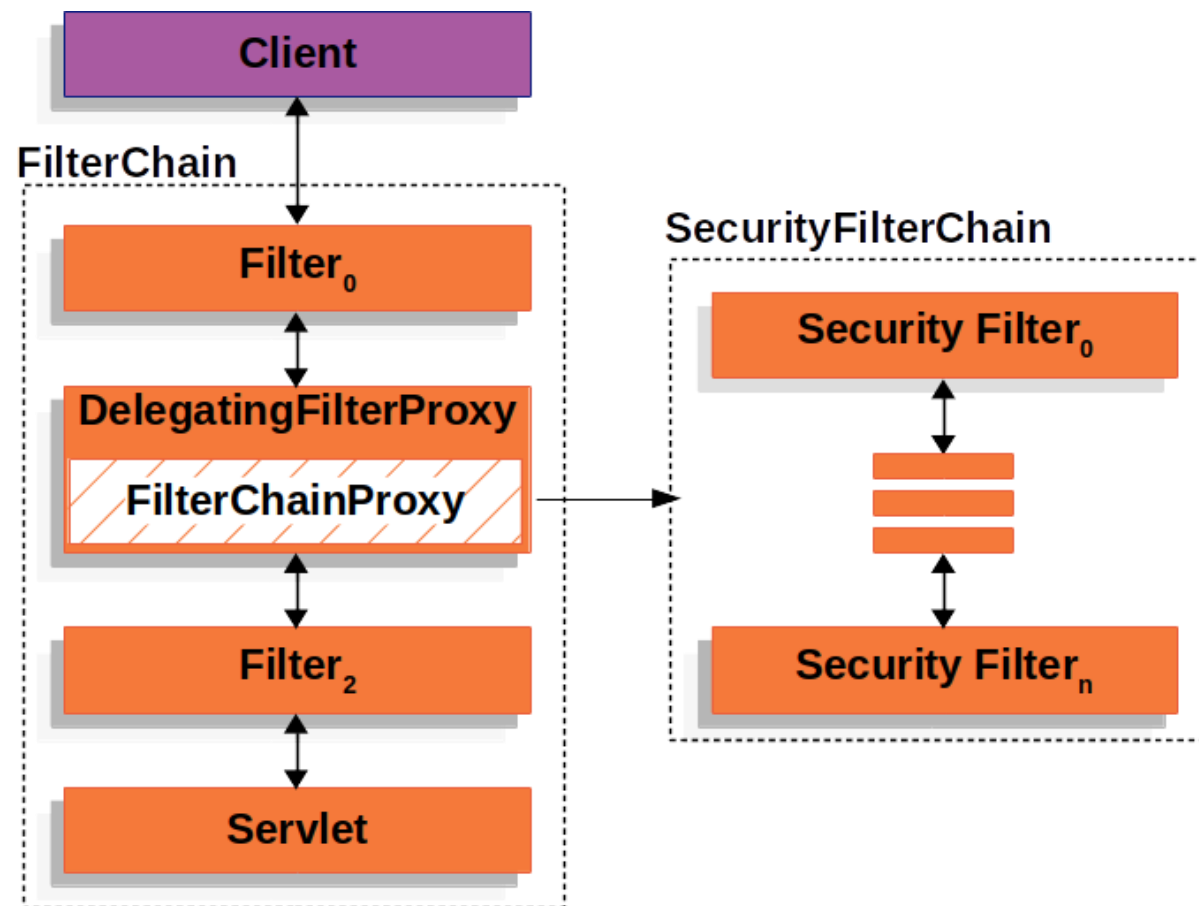 Client
FilterChain
Filter0
DelegatingFilterProxy
FilterChainProxy
Filter2
Servlet
SecurityFilterChain
Security Filter0
Security Filtern